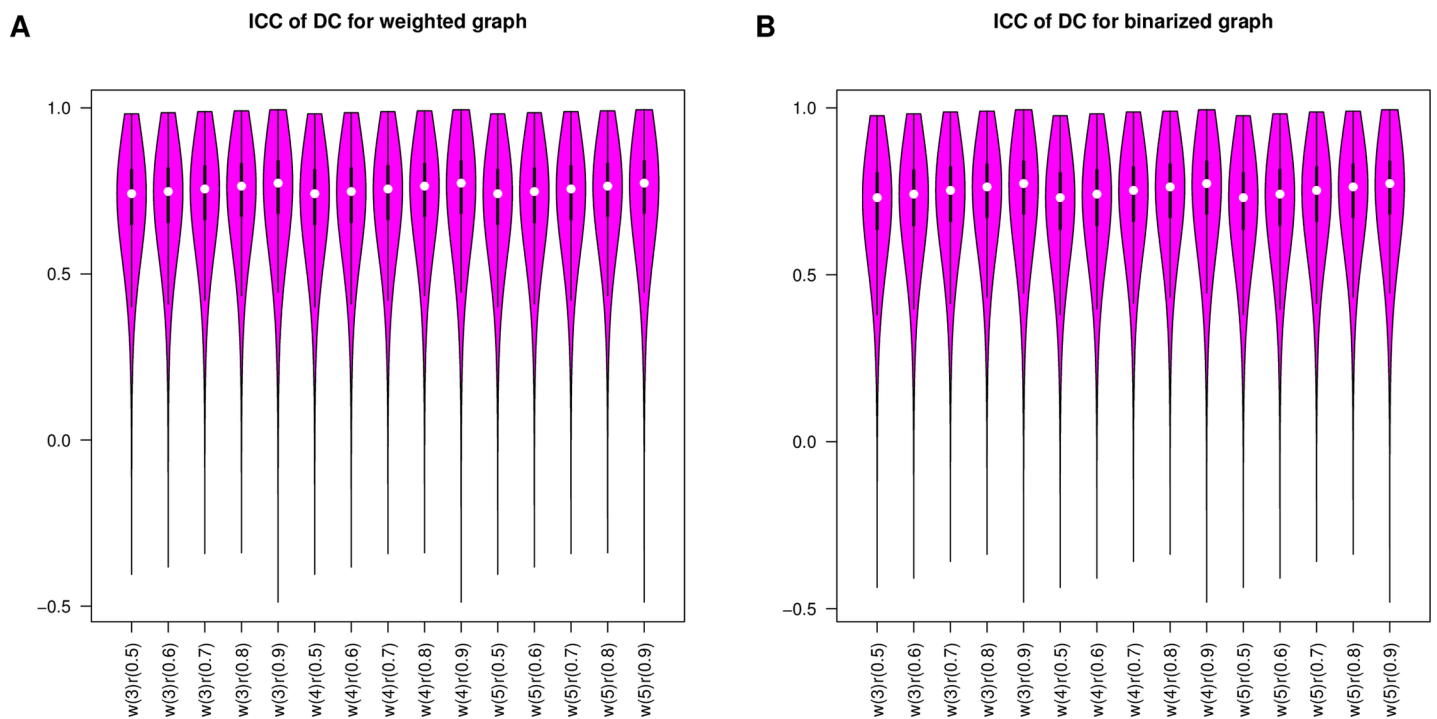 A
ICC of DC for weighted graph
1.0
0.5
0.0
−0.5
w(3)r(0.5)
w(3)r(0.6)
w(3)r(0.7)
w(3)r(0.8)
w(3)r(0.9)
w(4)r(0.5)
w(4)r(0.6)
w(4)r(0.7)
w(4)r(0.8)
w(4)r(0.9)
w(5)r(0.5)
w(5)r(0.6)
w(5)r(0.7)
w(5)r(0.8)
w(5)r(0.9)
B
ICC of DC for binarized graph
1.0
0.5
0.0
−0.5
w(3)r(0.5)
w(3)r(0.6)
w(3)r(0.7)
w(3)r(0.8)
w(3)r(0.9)
w(4)r(0.5)
w(4)r(0.6)
w(4)r(0.7)
w(4)r(0.8)
w(4)r(0.9)
w(5)r(0.5)
w(5)r(0.6)
w(5)r(0.7)
w(5)r(0.8)
w(5)r(0.9)